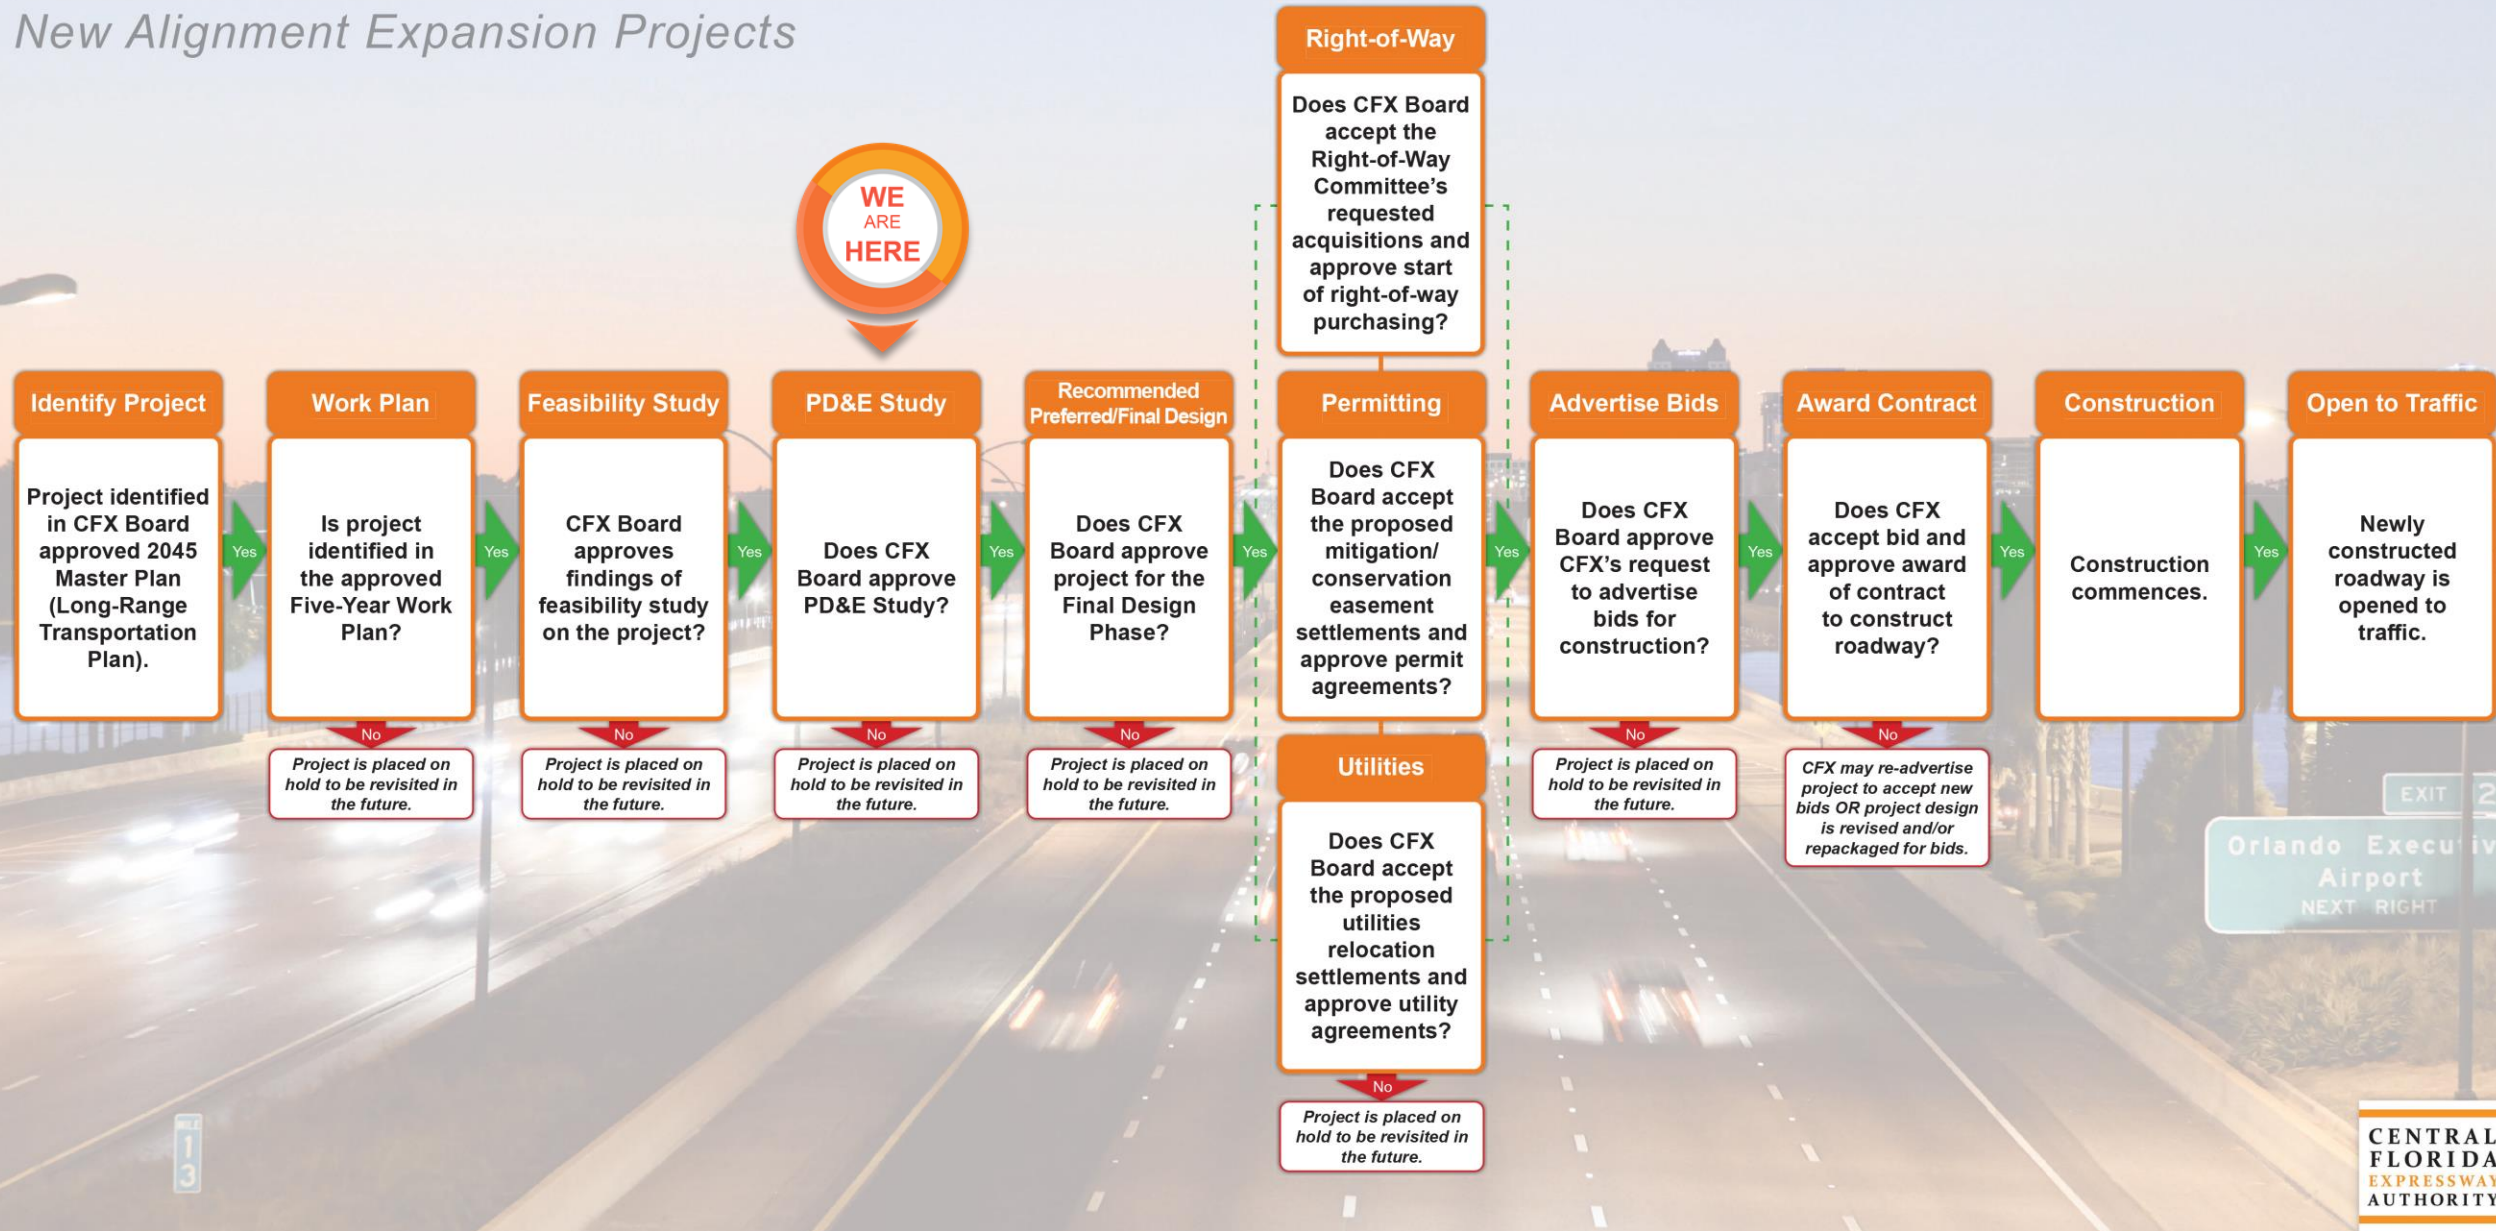 New Alignment Expansion Projects
WE
ARE
HERE
Identify Project
Project identified
in CFX Board
approved 2045
Master Plan
(Long-Range
Transportation
Plan).
Yes
Work Plan
Is project
identified in
the approved
Five-Year Work
Plan?
No
Project is placed on
hold to be revisited in
the future.
Yes
Feasibility Study
CFX Board
approves
findings of
feasibility study
on the project?
No
Project is placed on
hold to be revisited in
the future.
Yes
PD&E Study
Does CFX
Board approve
PD&E Study?
No
Project is placed on
hold to be revisited in
the future.
Yes
Recommended
Preferred/Final Design
Does CFX
Board approve
project for the
Final Design
Phase?
No
Project is placed on
hold to be revisited in
the future.
Yes
Right-of-Way
Does CFX Board
accept the
Right-of-Way
Committee’s
requested
acquisitions and
approve start
of right-of-way
purchasing?
Permitting
Does CFX
Board accept
the proposed
mitigation/
conservation
easement
settlements and
approve permit
agreements?
Utilities
Does CFX
Board accept
the proposed
utilities
relocation
settlements and
approve utility
agreements?
No
Project is placed on
hold to be revisited in
the future.
Yes
Advertise Bids
Does CFX
Board approve
CFX’s request
to advertise
bids for
construction?
No
Project is placed on
hold to be revisited in
the future.
Yes
Award Contract
Does CFX
accept bid and
approve award
of contract
to construct
roadway?
No
CFX may re-advertise
project to accept new
bids OR project design
is revised and/or
repackaged for bids.
Yes
Construction
Construction
commences.
Yes
Open to Traffic
Newly
constructed
roadway is
opened to
traffic.
EXIT 2
Orlando Executiv
Airport
NEXT RIGHT
MILE
1
3
CENTRAL
FLORIDA
EXPRESSWAY
AUTHORITY